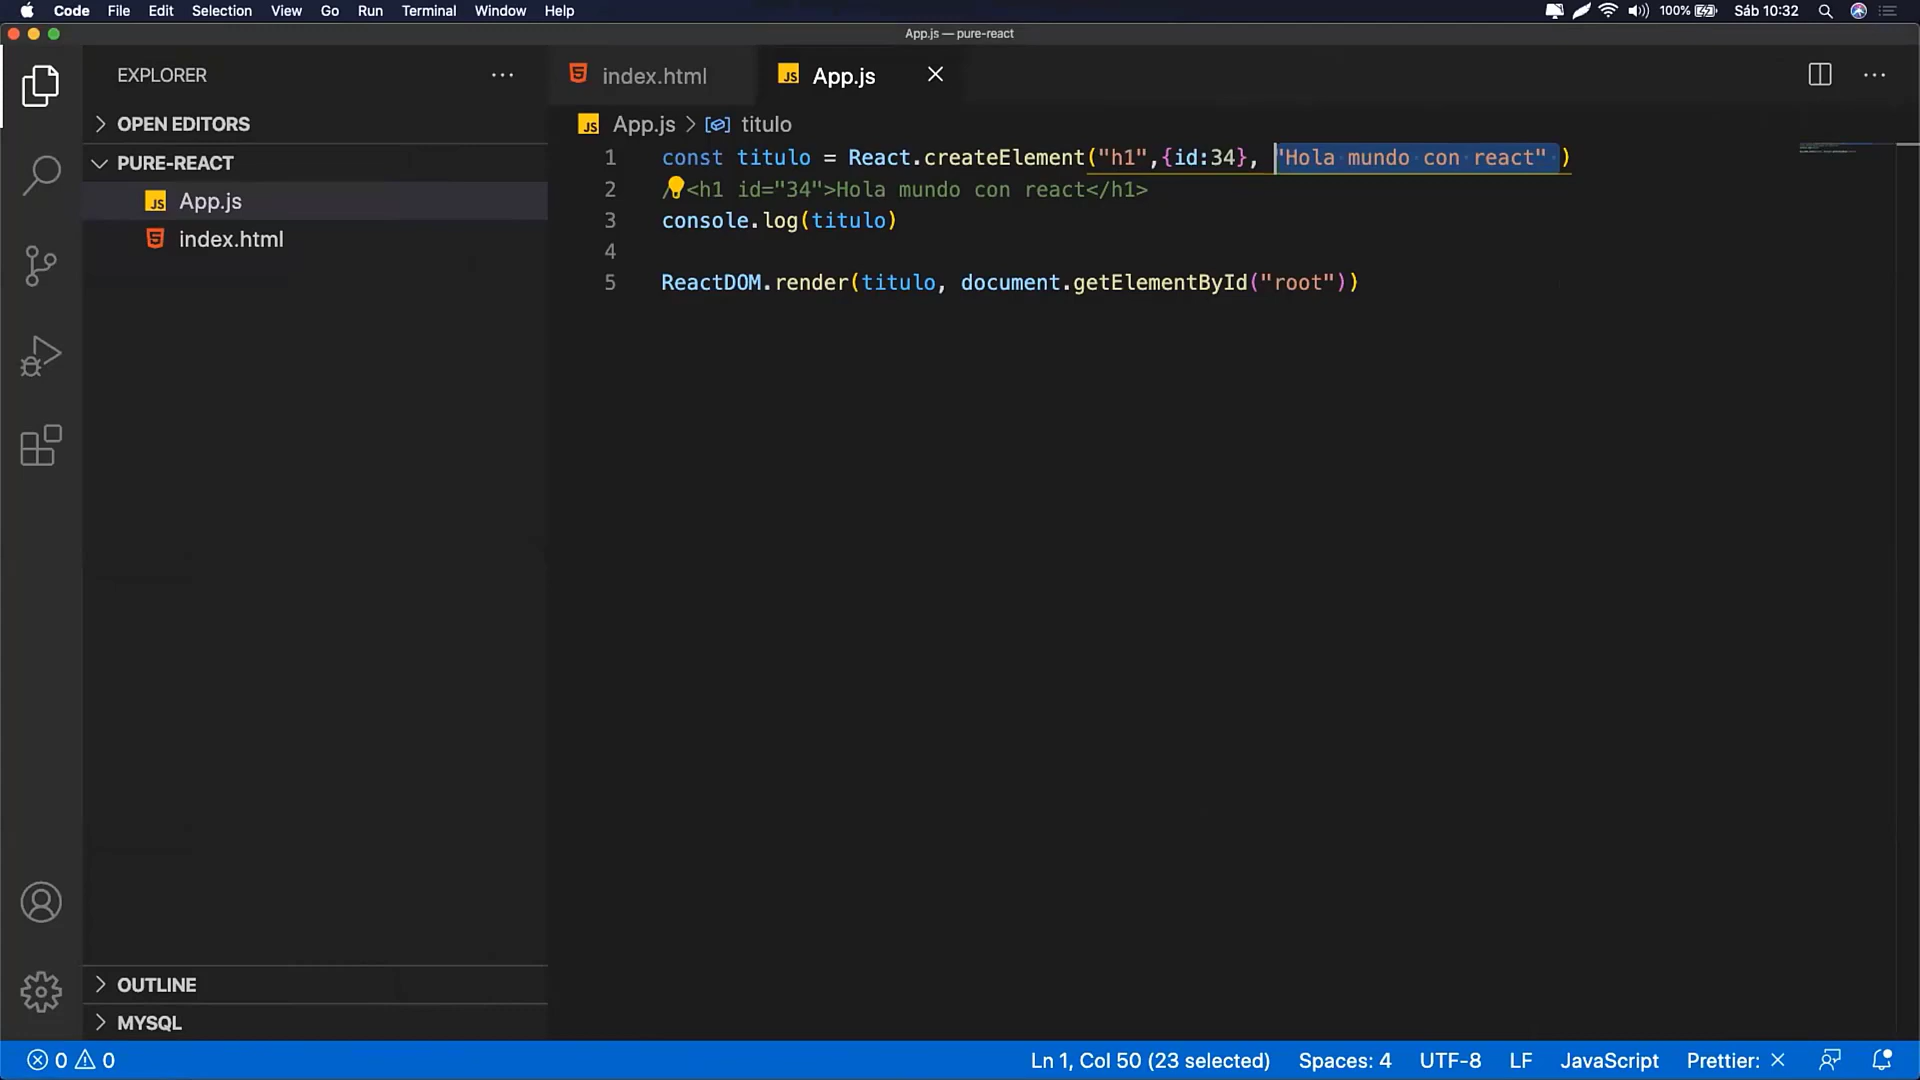 Code File Edit Selection View Go Run Terminal Window Help 100% Sáb 10:32
App.js — pure-react
EXPLORER
OPEN EDITORS
PURE-REACT
JS App.js
index.html
OUTLINE
MYSQL
index.html JS App.js
JS App.js > titulo
1 const titulo = React.createElement("h1",{id:34}, "Hola mundo con react" )
2 /<h1 id="34">Hola mundo con react</h1>
3 console.log(titulo)
4
5 ReactDOM.render(titulo, document.getElementById("root"))
0 0 Ln 1, Col 50 (23 selected) Spaces: 4 UTF-8 LF JavaScript Prettier: ×